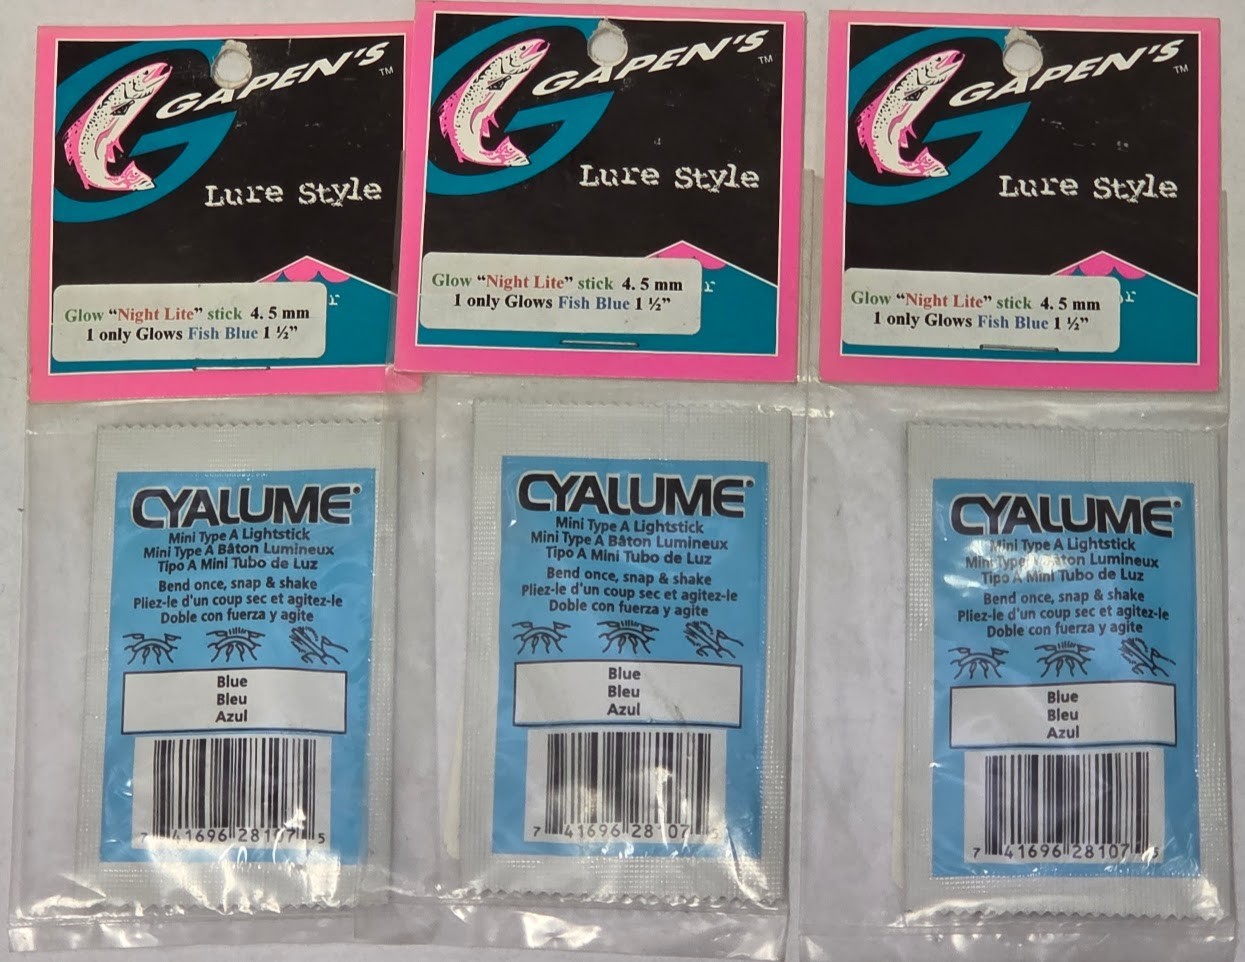 GAPEN'S TM
Lure Style
Glow “Night Lite” stick 4. 5 mm
1 only Glows Fish Blue 1 ½”
CYALUME®
Mini Type A Lightstick
Mini Type A Bâton Lumineux
Tipo A Mini Tubo de Luz
Bend once, snap & shake
Pliez-le d'un coup sec et agitez-le
Doble con fuerza y agite
Blue
Bleu
Azul
7 41696 28107 5
GAPEN'S TM
Lure Style
r
Glow “Night Lite” stick 4. 5 mm
1 only Glows Fish Blue 1 ½”
CYALUME®
Mini Type A Lightstick
Mini Type A Bâton Lumineux
Tipo A Mini Tubo de Luz
Bend once, snap & shake
Pliez-le d'un coup sec et agitez-le
Doble con fuerza y agite
Blue
Bleu
Azul
7 41696 28107 5
GAPEN'S TM
Lure Style
r
Glow “Night Lite” stick 4. 5 mm
1 only Glows Fish Blue 1 ½”
CYALUME®
Mini Type A Lightstick
Mini Type A Bâton Lumineux
Tipo A Mini Tubo de Luz
Bend once, snap & shake
Pliez-le d'un coup sec et agitez-le
Doble con fuerza y agite
Blue
Bleu
Azul
7 41696 28107 5